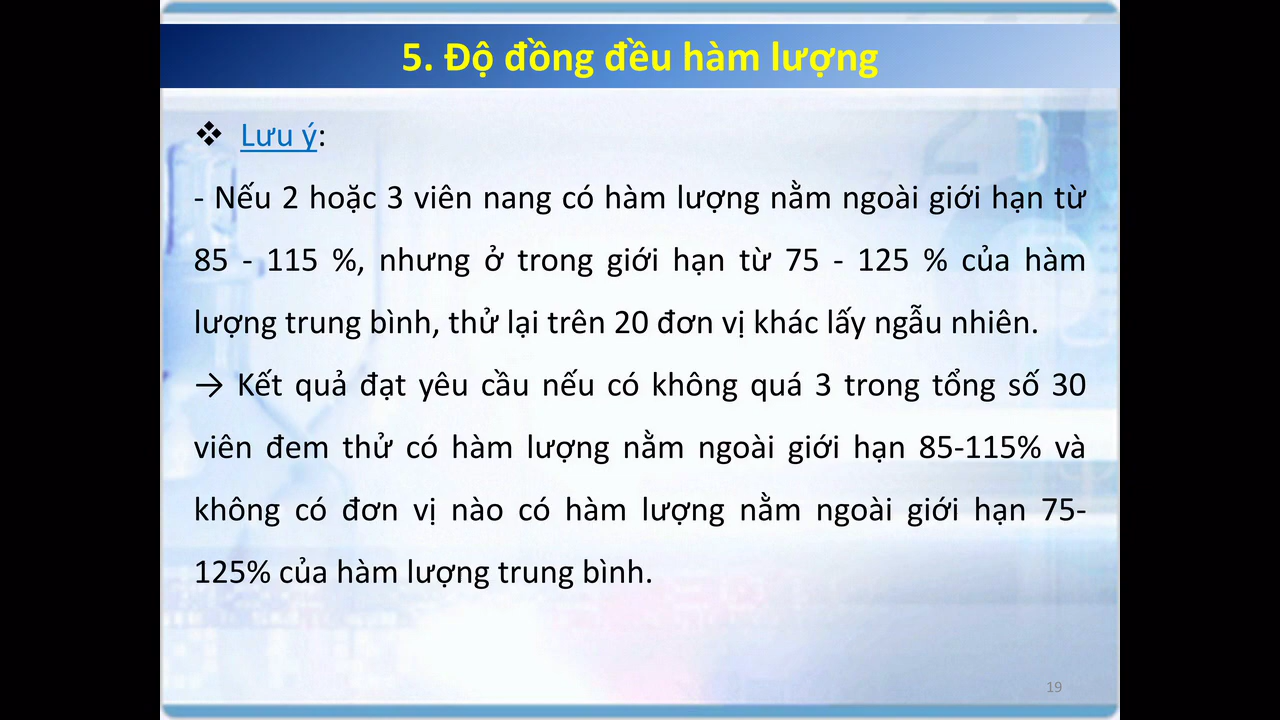 5. Độ đồng đều hàm lượng
❖ Lưu ý:
- Nếu 2 hoặc 3 viên nang có hàm lượng nằm ngoài giới hạn từ
85 - 115 %, nhưng ở trong giới hạn từ 75 - 125 % của hàm
lượng trung bình, thử lại trên 20 đơn vị khác lấy ngẫu nhiên.
→ Kết quả đạt yêu cầu nếu có không quá 3 trong tổng số 30
viên đem thử có hàm lượng nằm ngoài giới hạn 85-115% và
không có đơn vị nào có hàm lượng nằm ngoài giới hạn 75-
125% của hàm lượng trung bình.
19